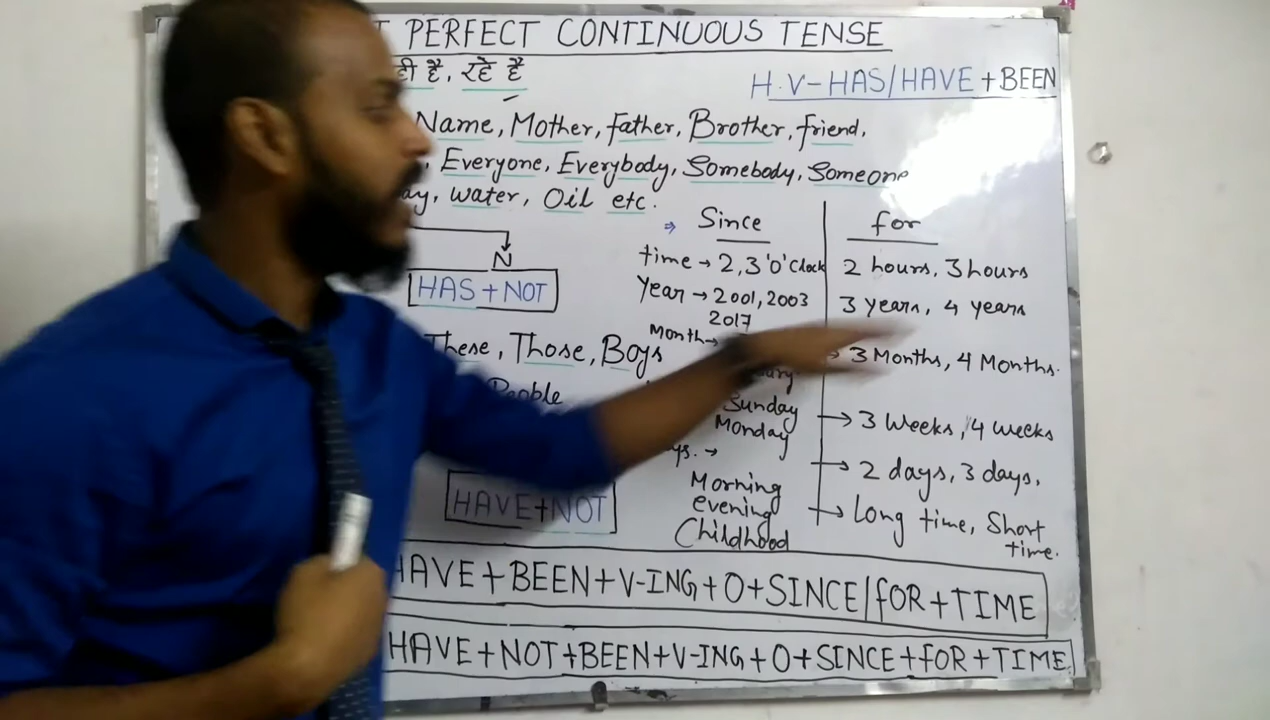 T PERFECT CONTINUOUS TENSE
ही है, रहे है
H.V-HAS/HAVE+BEEN
Name, Mother, father, Brother, friend,
Everyone, Everybody, Somebody, Someone
ay, water, Oil etc.
N
HAS+NOT
These, Those, Boys
People
HAVE+NOT
⇒ Since
time → 2,3'O'Clock
Year → 2001, 2003
2017
Month→
ary
Sunday
Monday
ys. →
Morning
evening
Childhood
for
2 hours, 3 hours
3 years, 4 years
3 Months, 4 Months.
→ 3 Weeks, 4 weeks
→ 2 days, 3 days,
→ Long time, Short
time.
HAVE+BEEN+V-ING+O+SINCE/FOR+TIME
HAVE+NOT+BEEN+V-ING+O+SINCE+FOR+TIME